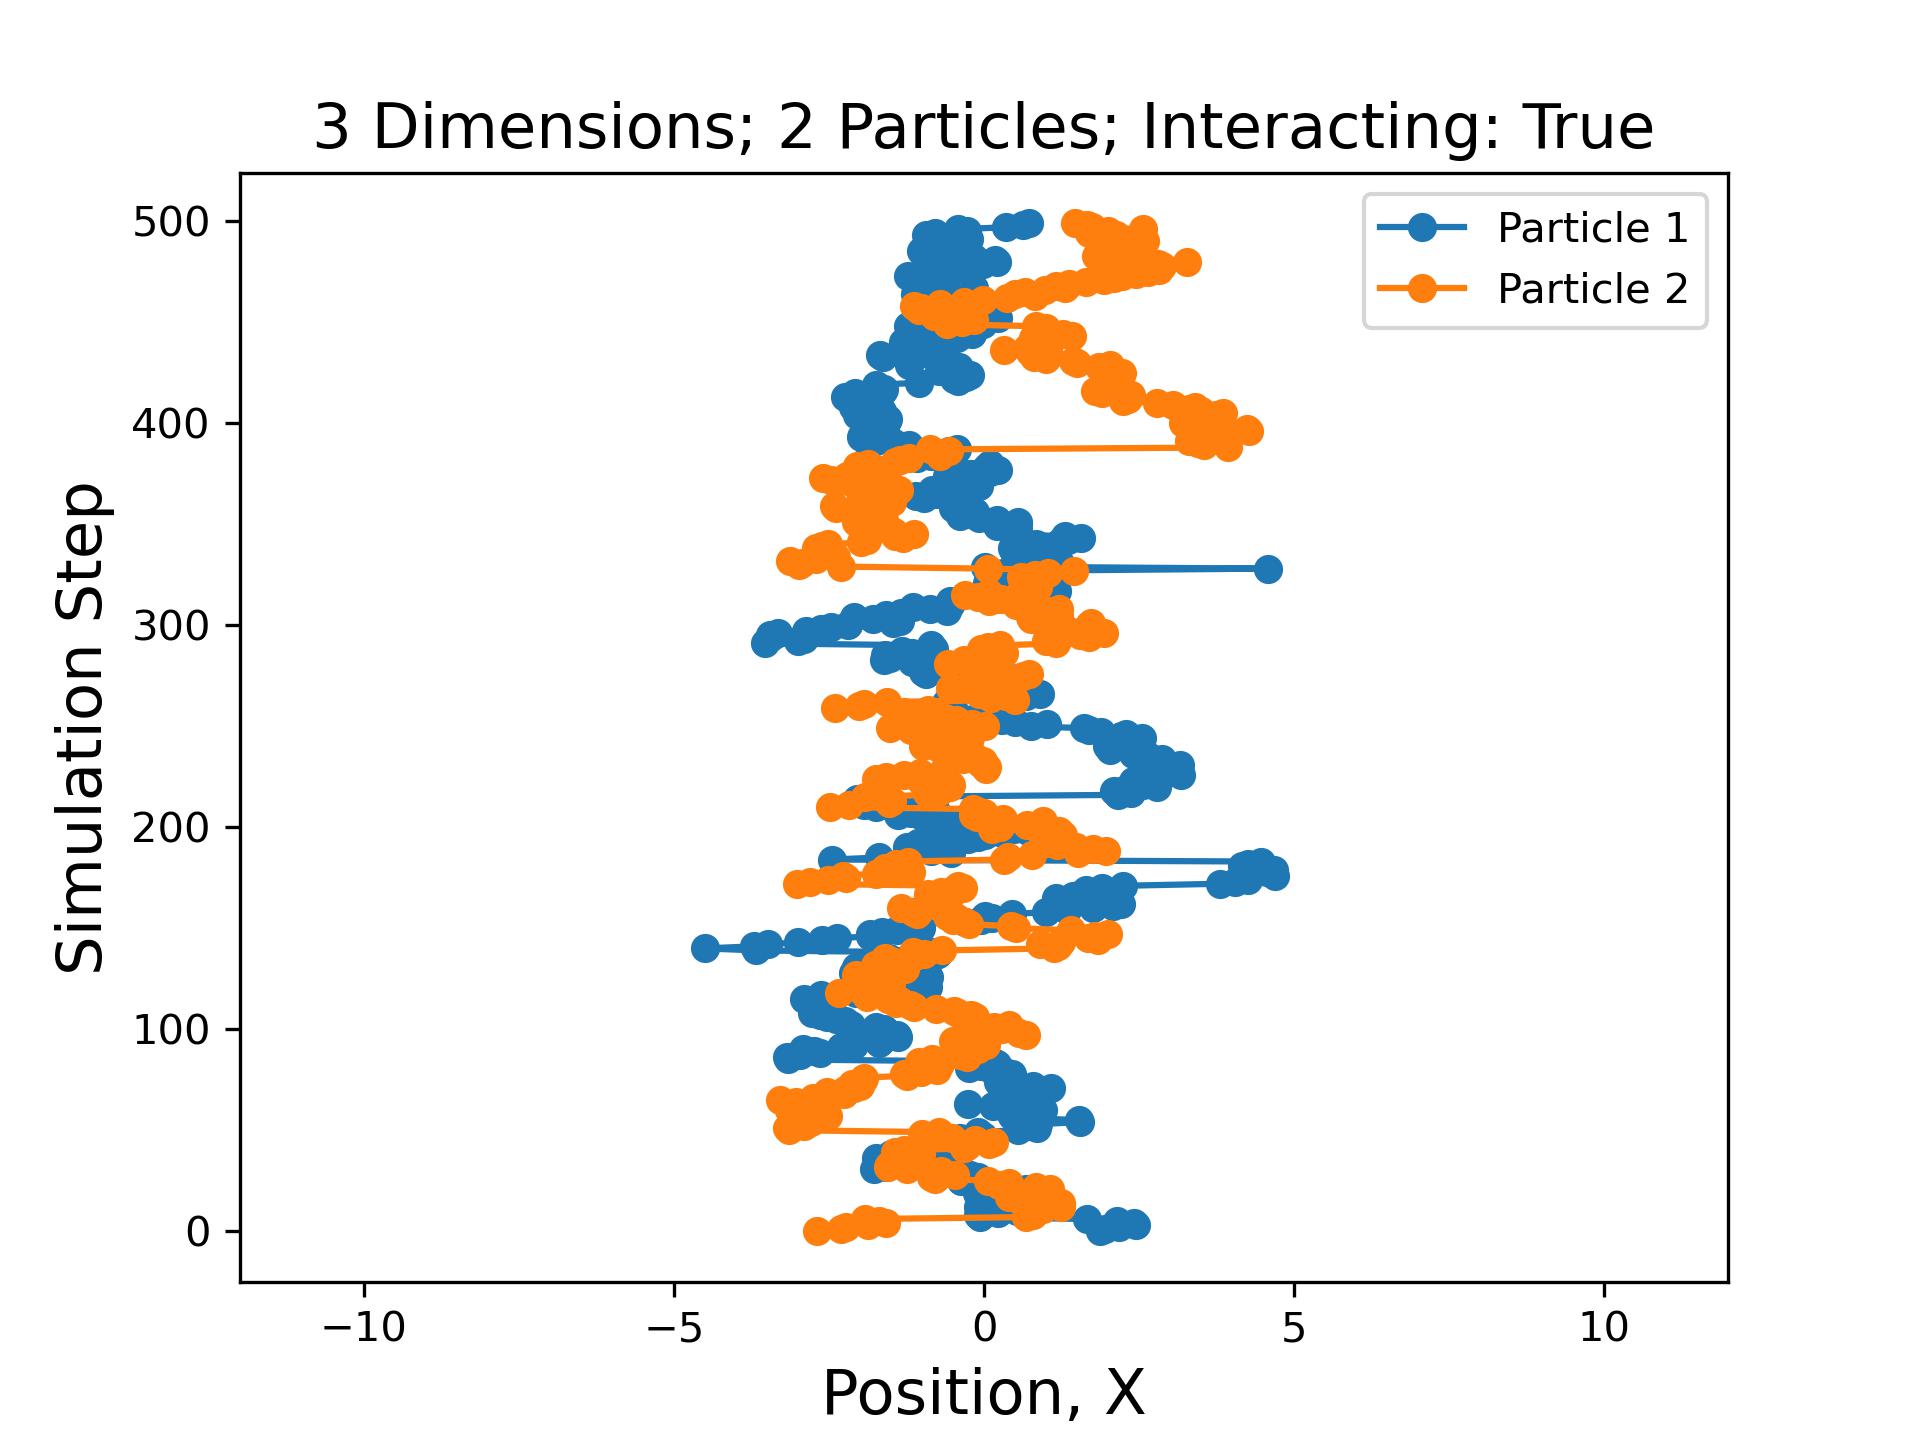 3 Dimensions; 2 Particles; Interacting: True
Particle 1
Particle 2
Simulation Step
500
400
300
200
100
0
−10
−5
0
5
10
Position, X